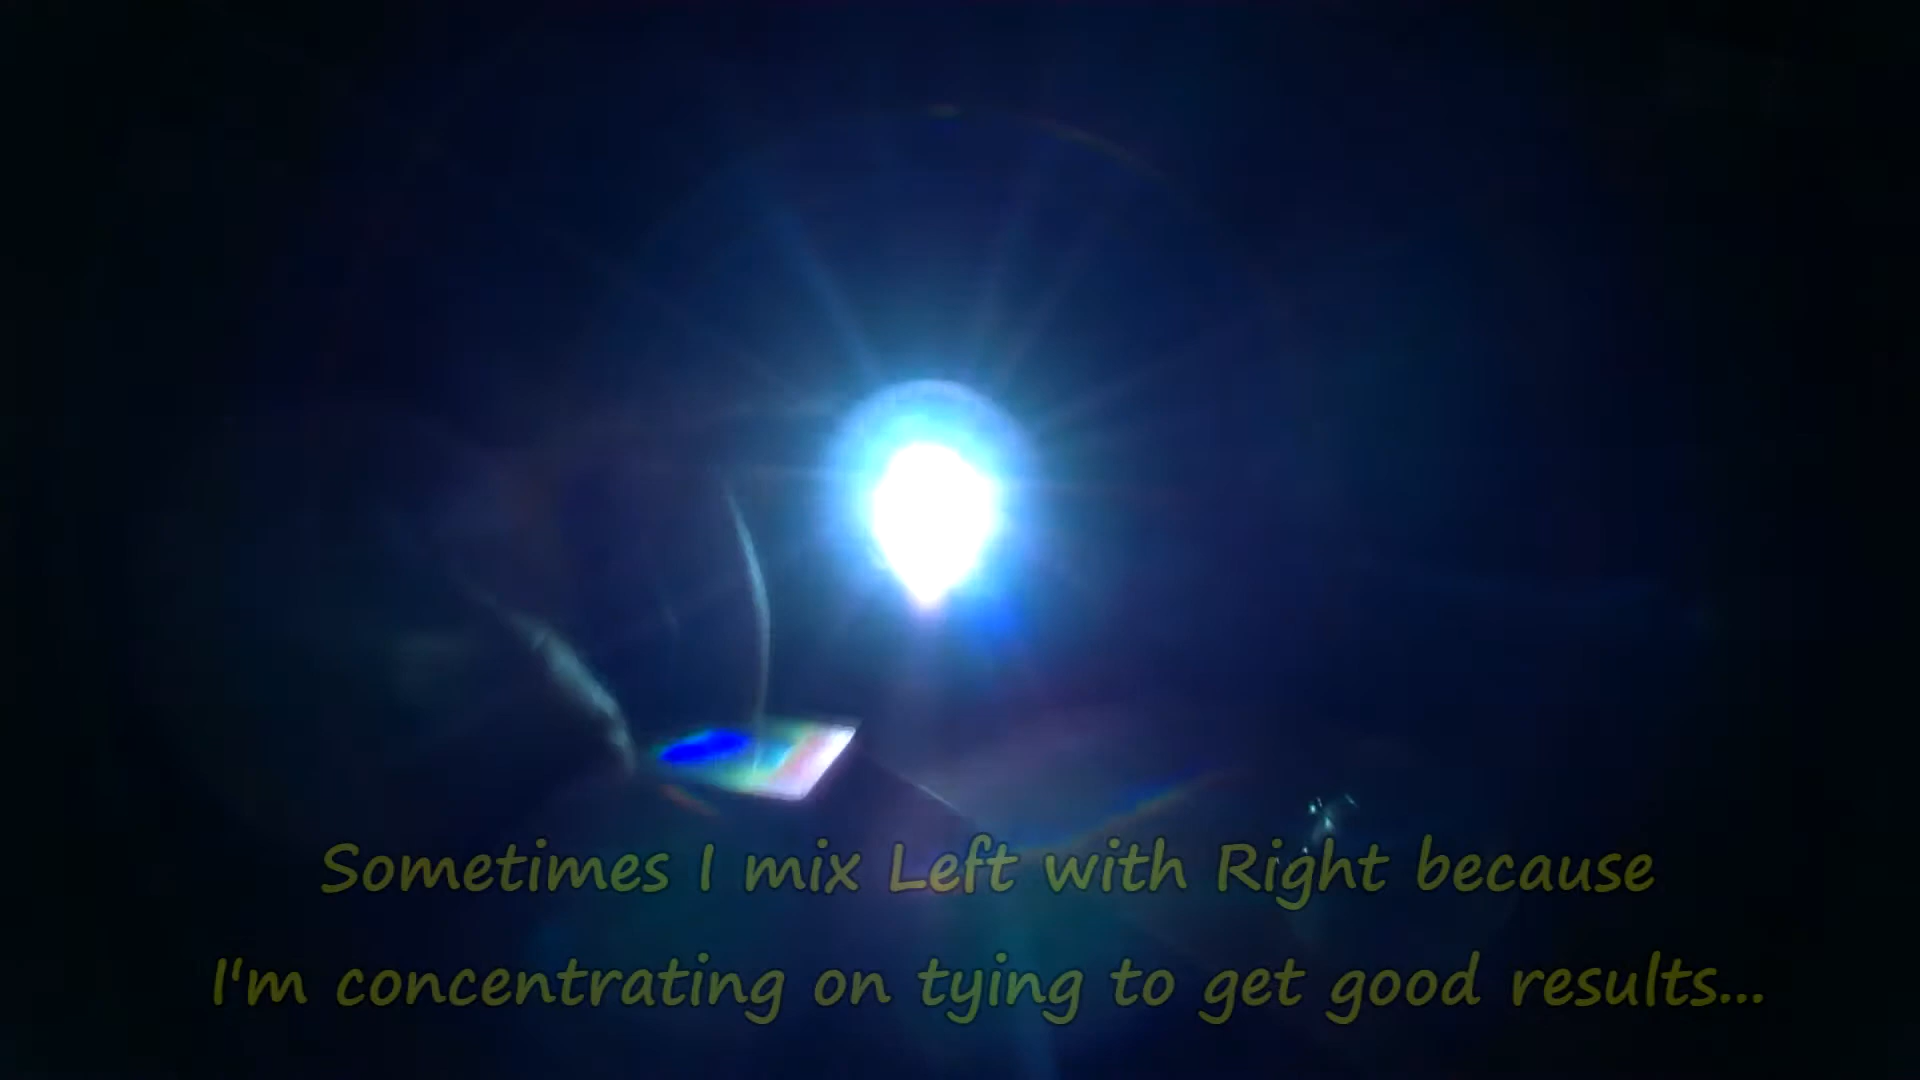 Sometimes I mix Left with Right because
I'm concentrating on tying to get good results...